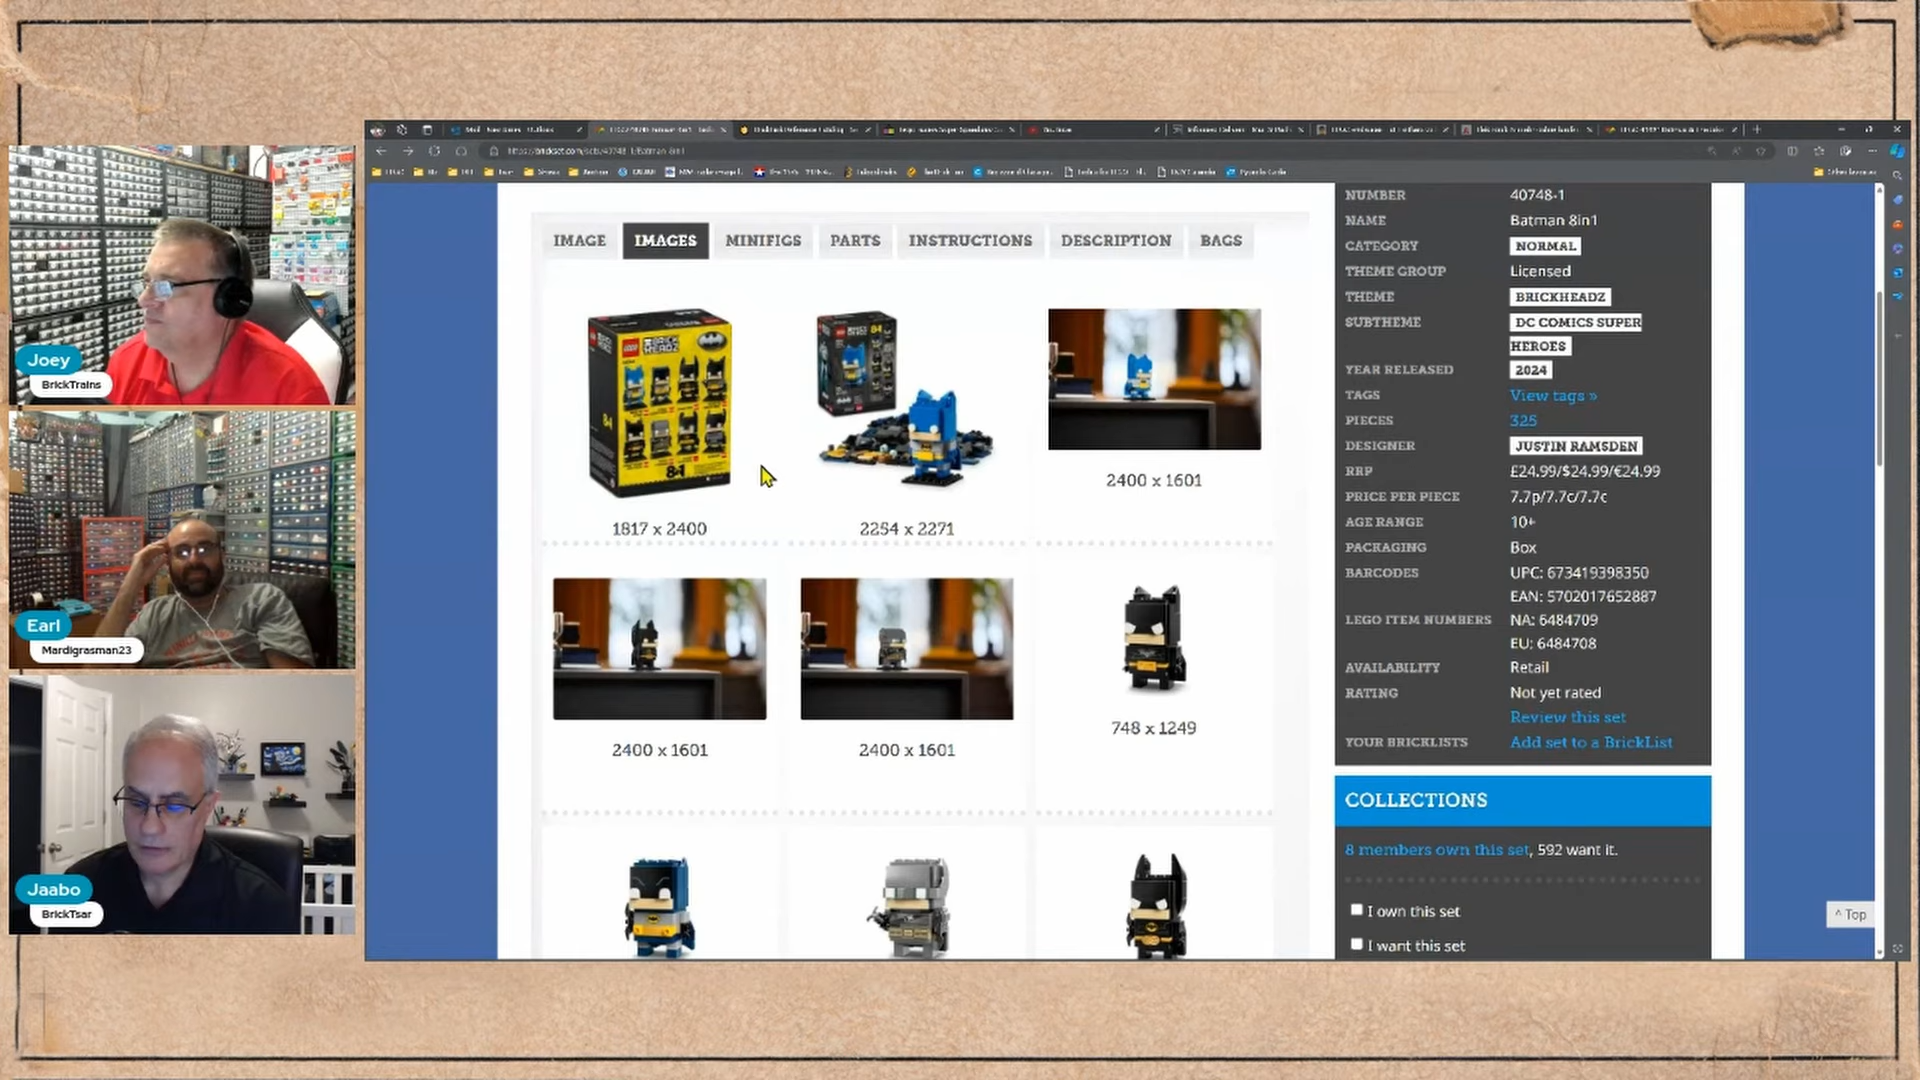 Joey
BrickTrains
Earl
Mardigrasman23
Jaabo
BrickTsar
IMAGE
IMAGES
MINIFIGS
PARTS
INSTRUCTIONS
DESCRIPTION
BAGS
1817 x 2400
2254 x 2271
2400 x 1601
2400 x 1601
2400 x 1601
748 x 1249
NUMBER 40748-1
NAME Batman 8in1
CATEGORY NORMAL
THEME GROUP Licensed
THEME BRICKHEADZ
SUBTHEME DC COMICS SUPER
HEROES
YEAR RELEASED 2024
TAGS View tags »
PIECES 325
DESIGNER JUSTIN RAMSDEN
RRP £24.99/$24.99/€24.99
PRICE PER PIECE 7.7p/7.7c/7.7c
AGE RANGE 10+
PACKAGING Box
BARCODES UPC: 673419398350
EAN: 5702017652887
LEGO ITEM NUMBERS NA: 6484709
EU: 6484708
AVAILABILITY Retail
RATING Not yet rated
Review this set
YOUR BRICKLISTS Add set to a BrickList
COLLECTIONS
8 members own this set, 592 want it.
I own this set
I want this set
^ Top